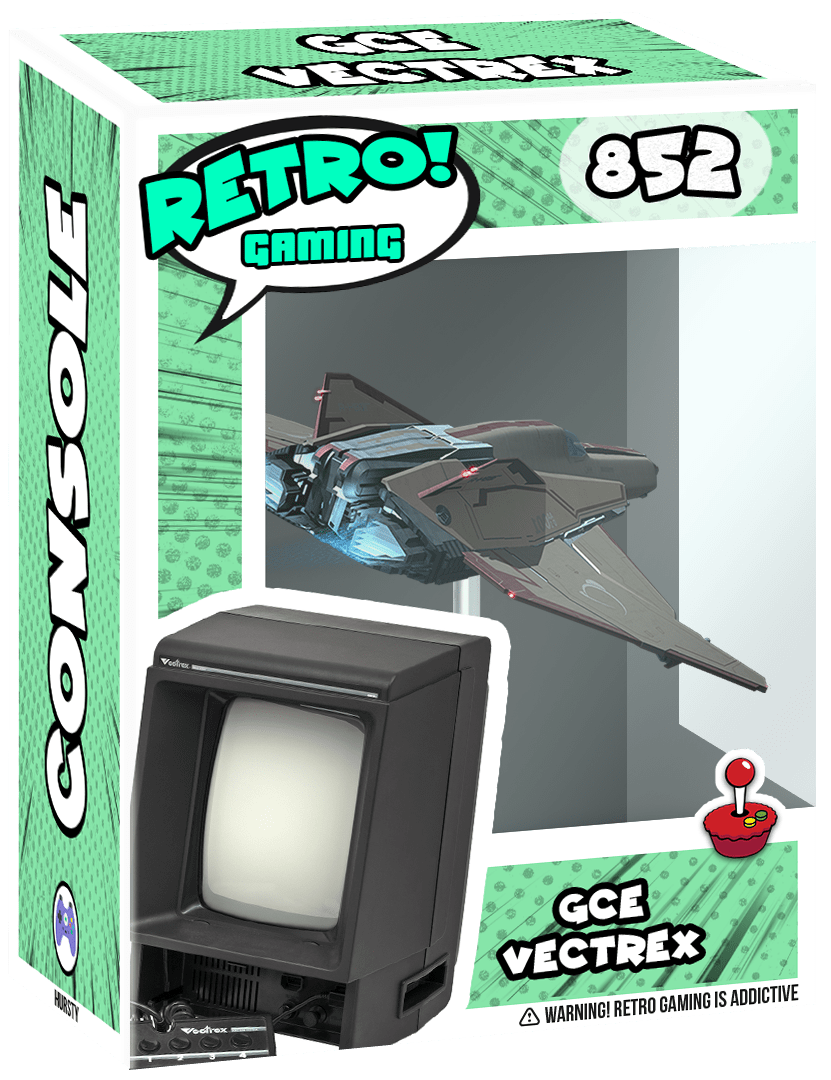 GCE
VECTREX
RETRO!
GAMING
852
CONSOLE
Vectrex
Vectrex
1 2 3 4
GCE
VECTREX
HURSTY
WARNING! RETRO GAMING IS ADDICTIVE